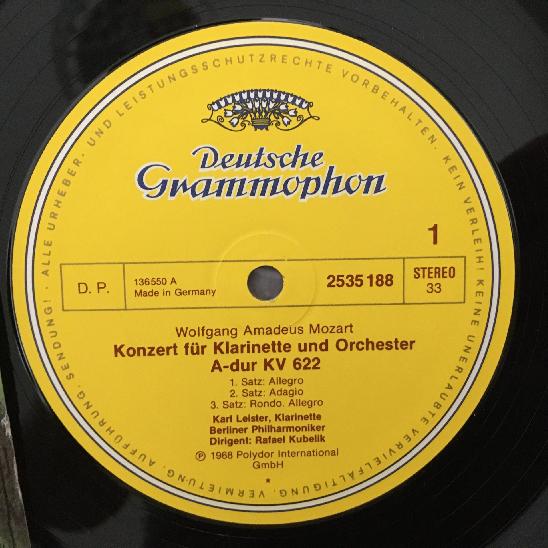 · ALLE URHEBER- UND LEISTUNGSSCHUTZRECHTE VORBEHALTEN. KEIN VERLEIH! KEINE UNERLAUBTE VERVIELFÄLTIGUNG, VERMIETUNG, AUFFÜHRUNG, SENDUNG!
Deutsche
Grammophon
1
D. P.
136550 A
Made in Germany
2535188
STEREO
33
Wolfgang Amadeus Mozart
Konzert für Klarinette und Orchester
A-dur KV 622
1. Satz: Allegro
2. Satz: Adagio
3. Satz: Rondo. Allegro
Karl Leister, Klarinette
Berliner Philharmoniker
Dirigent: Rafael Kubelik
℗ 1968 Polydor International
GmbH
*